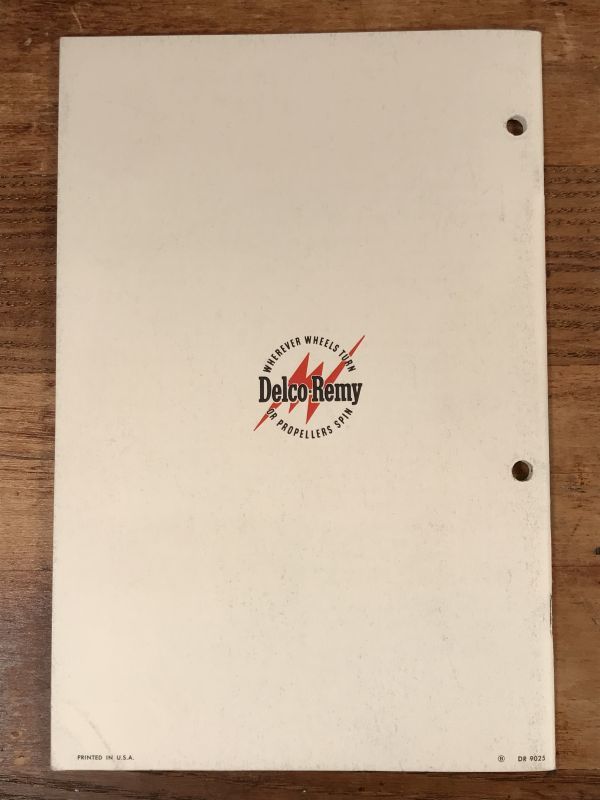 WHEREVER WHEELS TURN
Delco-Remy
OR PROPELLERS SPIN
PRINTED IN U.S.A.
Ⓑ DR 9025